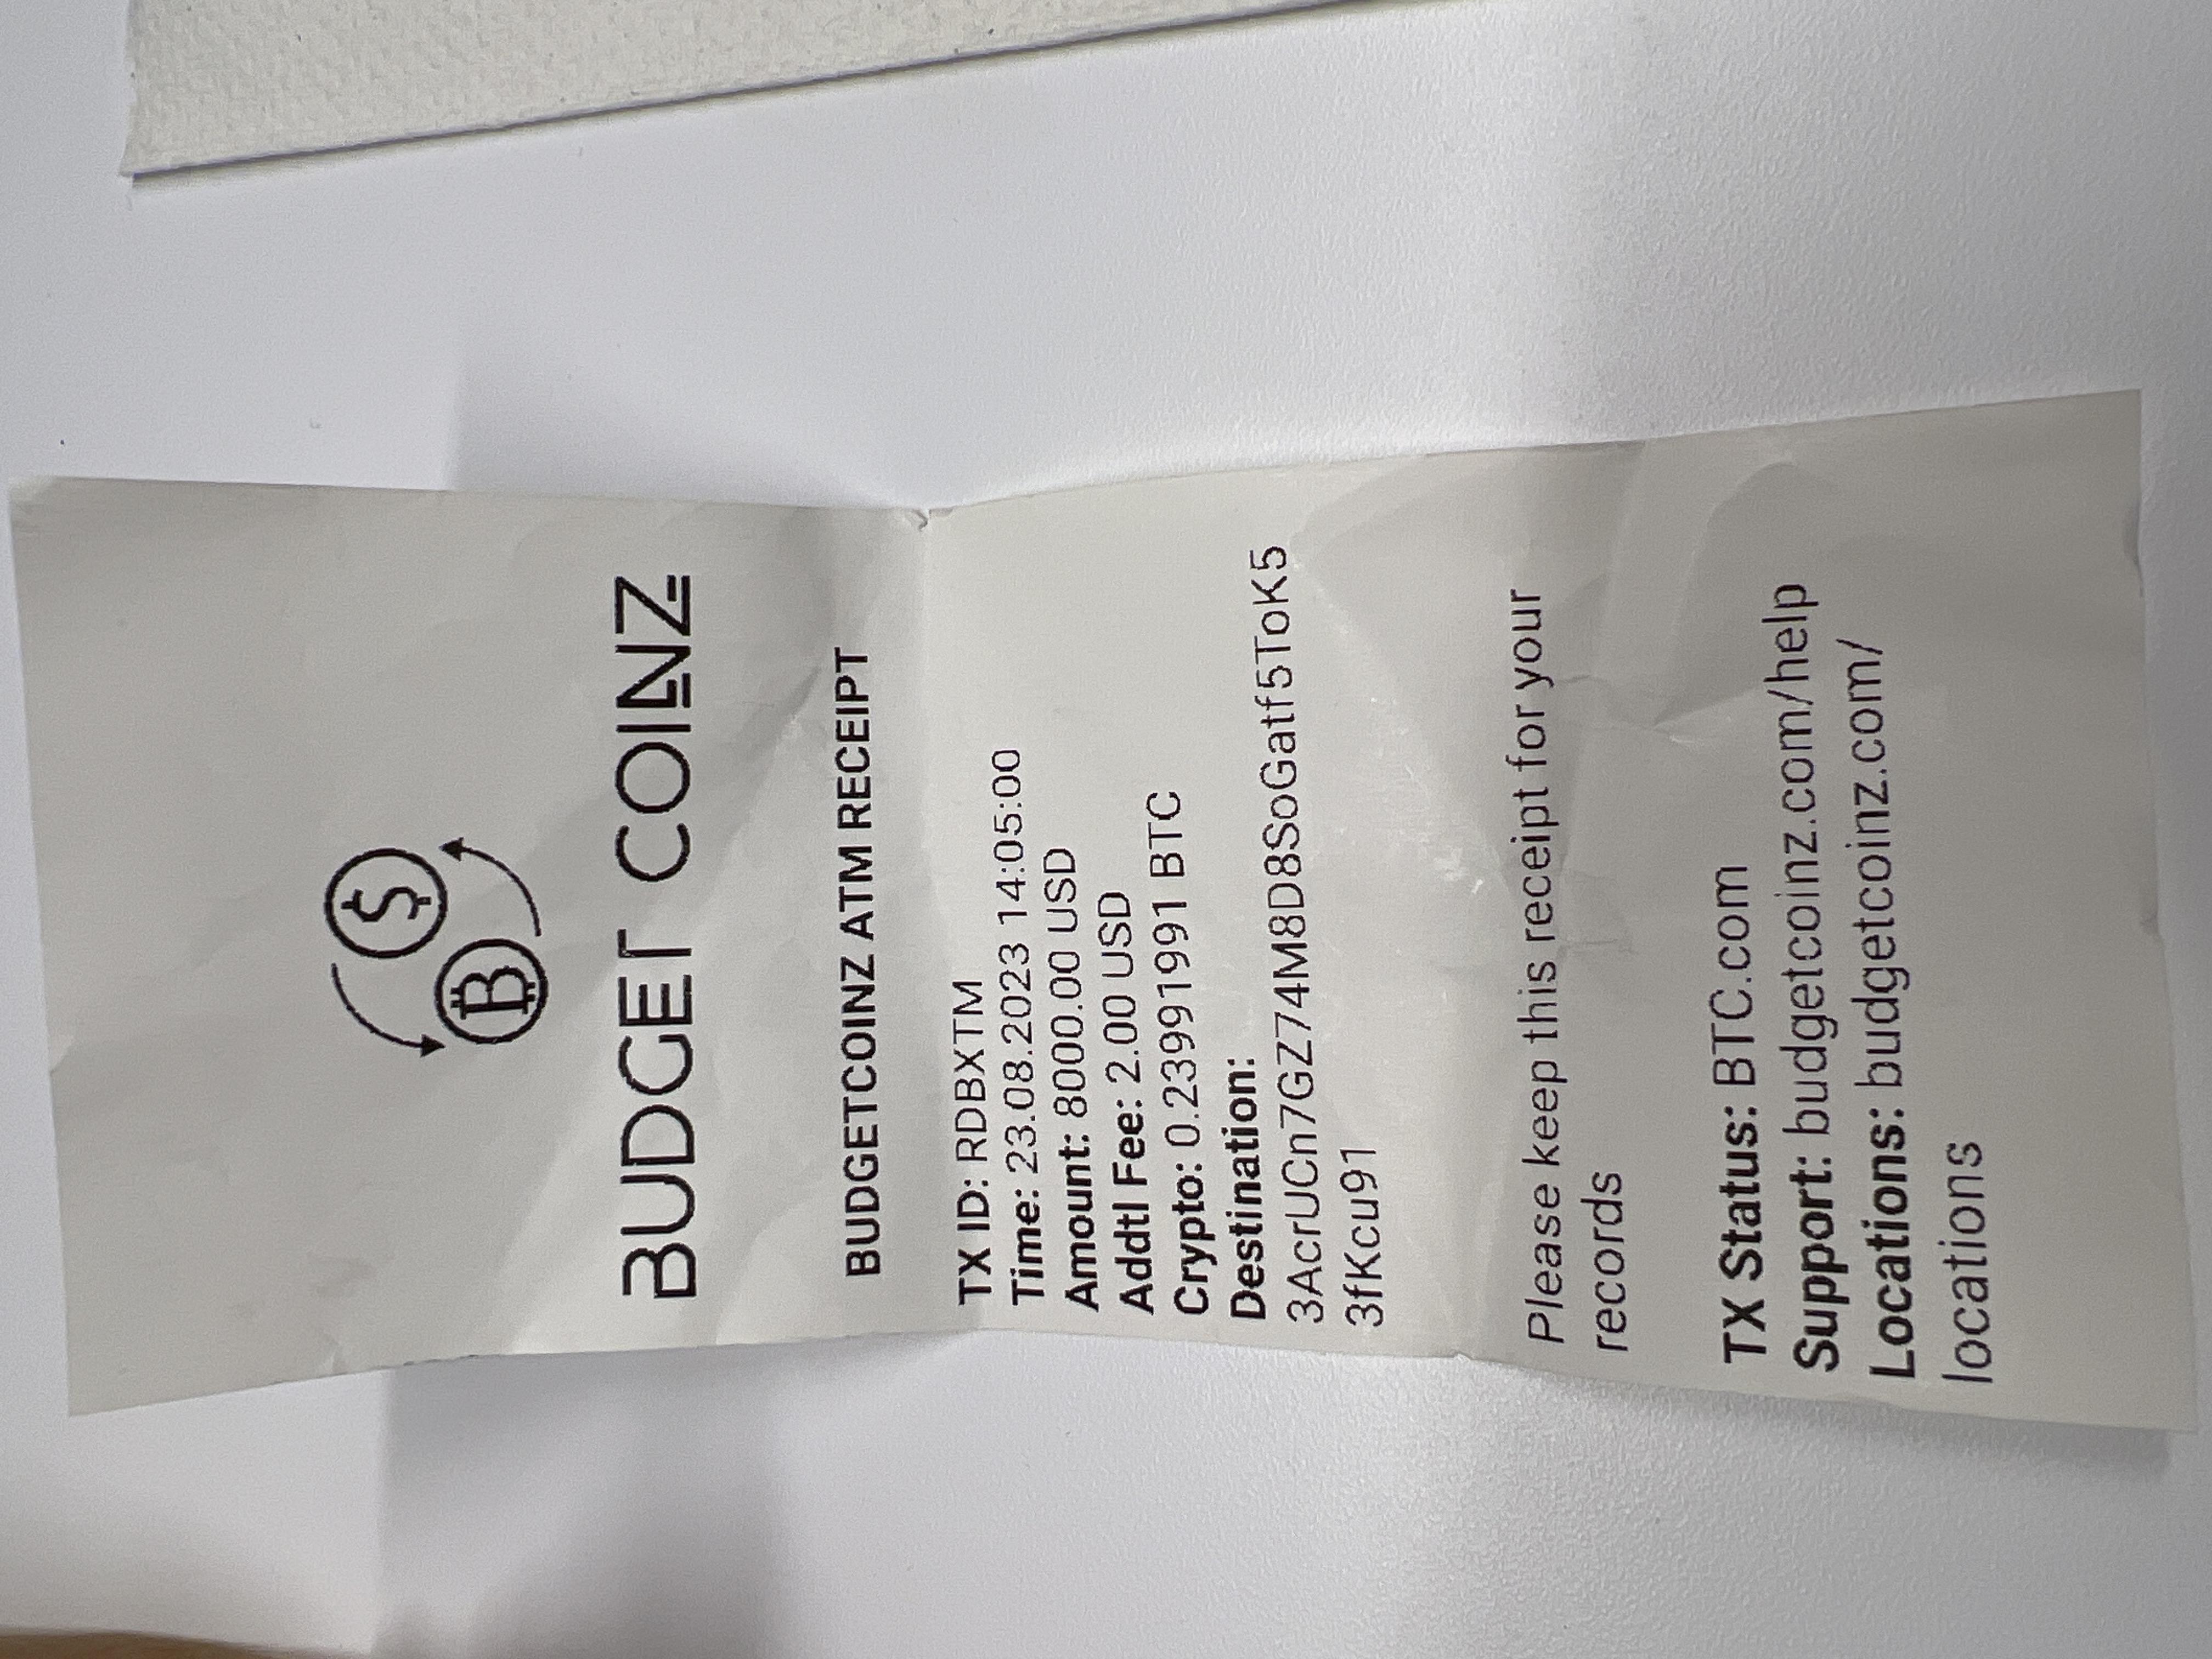 BUDGET COINZ
BUDGETCOINZ ATM RECEIPT
TX ID: RDBXTM
Time: 23.08.2023 14:05:00
Amount: 8000.00 USD
Addtl Fee: 2.00 USD
Crypto: 0.23991991 BTC
Destination:
3AcrUCn7GZ74M8D8SoGatf5ToK5
3fKcu91
Please keep this receipt for your
records
TX Status: BTC.com
Support: budgetcoinz.com/help
Locations: budgetcoinz.com/
locations